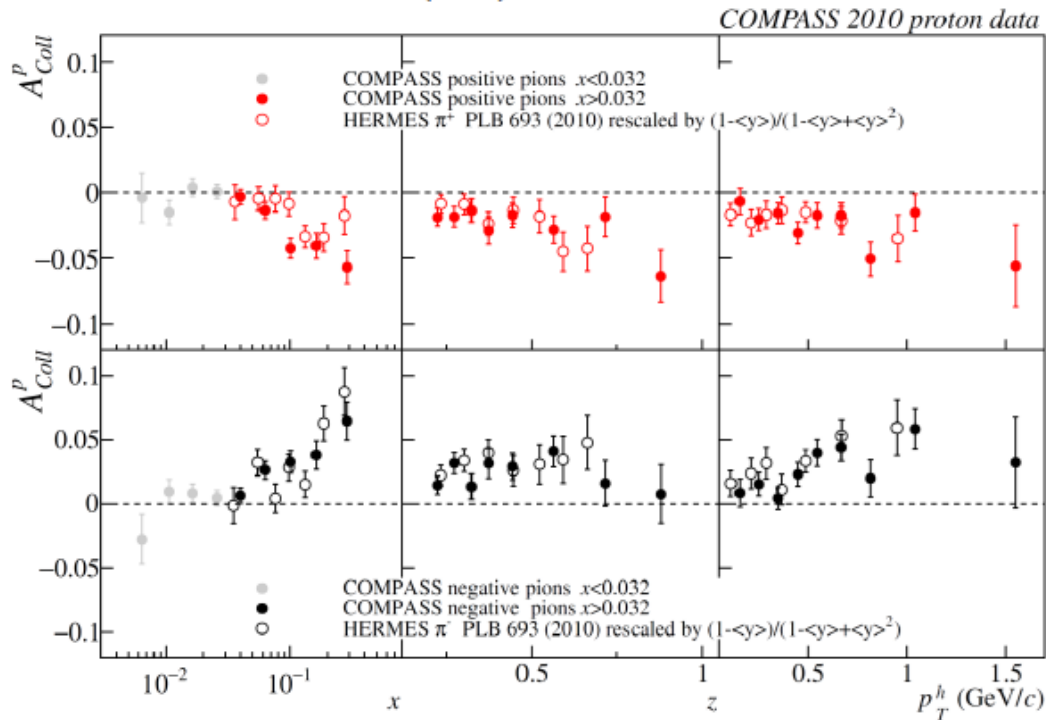 COMPASS 2010 proton data
A^p_Coll
0.1
0.05
0
−0.05
−0.1
COMPASS positive pions x<0.032
COMPASS positive pions x>0.032
HERMES π⁺ PLB 693 (2010) rescaled by (1-<y>)/(1-<y>+<y>²)
A^p_Coll
0.1
0.05
0
−0.05
−0.1
COMPASS negative pions x<0.032
COMPASS negative pions x>0.032
HERMES π⁻ PLB 693 (2010) rescaled by (1-<y>)/(1-<y>+<y>²)
10⁻² 10⁻¹ 0.5 1 0.5 1 1.5
x z p_T^h (GeV/c)